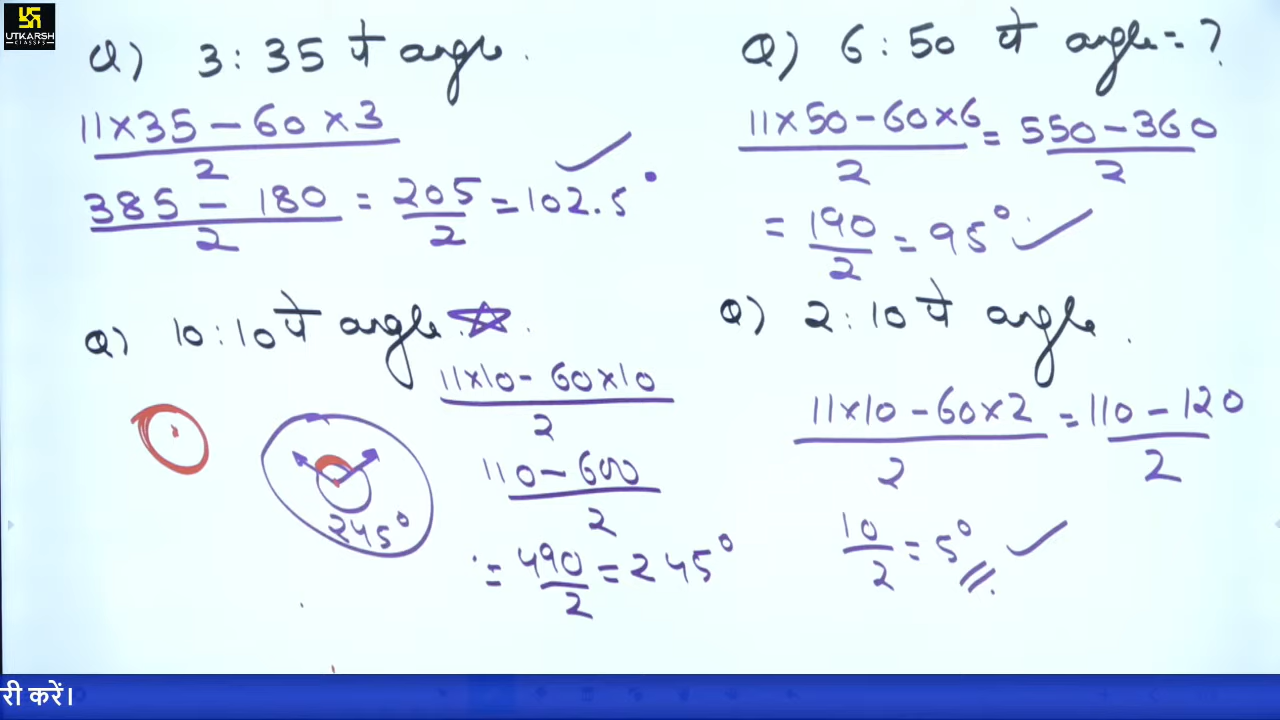 UTKARSH
CLASSES
Q) 3:35 पे angle.
11×35 – 60×3
2
385 – 180 = 205 = 102.5°
2 2
Q) 6:50 पे angle = ?
11×50 – 60×6 = 550 – 360
2 2
= 190 = 95°
2
Q) 10:10 पे angle.
11×10 – 60×10
2
110 – 600
2
= 490 = 245°
2
245°
Q) 2:10 पे angle.
11×10 – 60×2 = 110 – 120
2 2
10 = 5°
2
री करें।